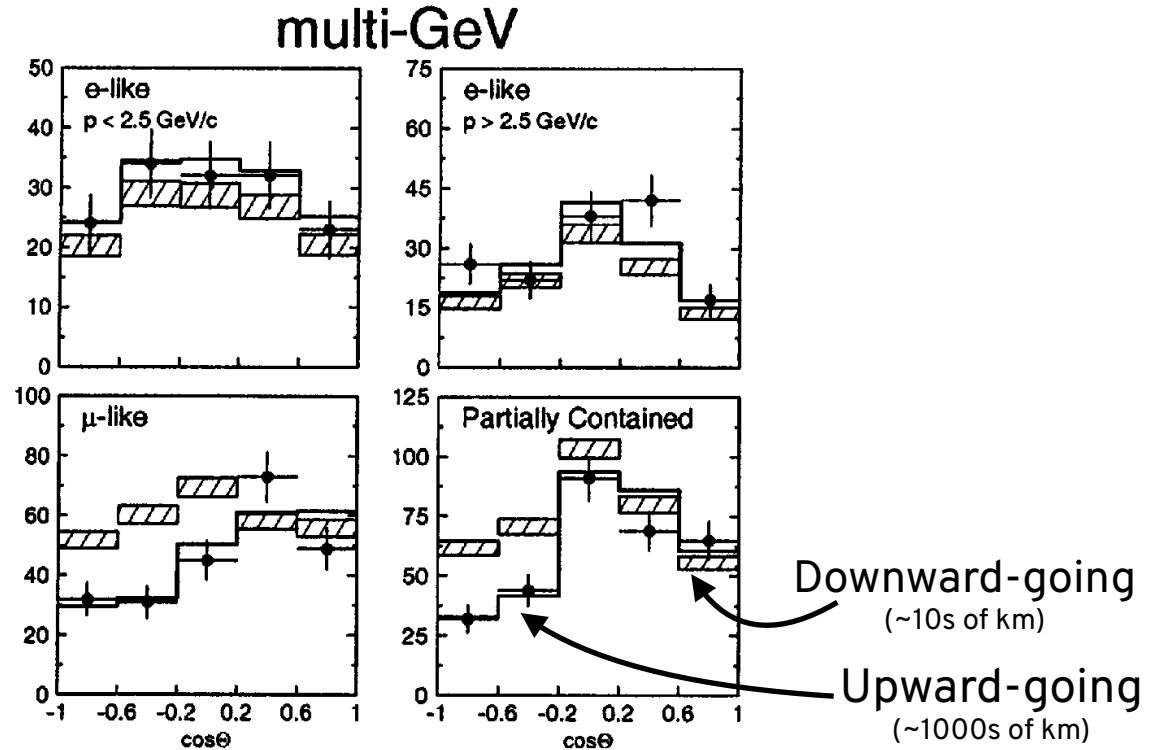 multi-GeV
e-like
p < 2.5 GeV/c
50
40
30
20
10
0
e-like
p > 2.5 GeV/c
75
60
45
30
15
0
μ-like
100
80
60
40
20
0
-1 -0.6 -0.2 0.2 0.6 1
cosΘ
Partially Contained
125
100
75
50
25
0
-1 -0.6 -0.2 0.2 0.6 1
cosΘ
Downward-going
(~10s of km)
Upward-going
(~1000s of km)